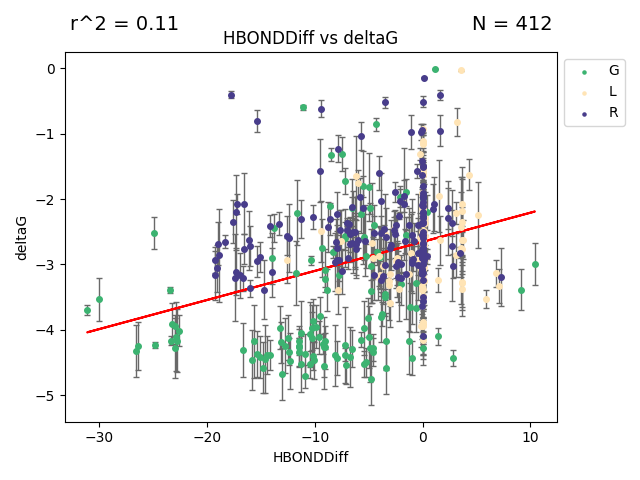 r^2 = 0.11
N = 412
HBONDDiff vs deltaG
deltaG
0
−1
−2
−3
−4
−5
−30
−20
−10
0
10
HBONDDiff
G
L
R